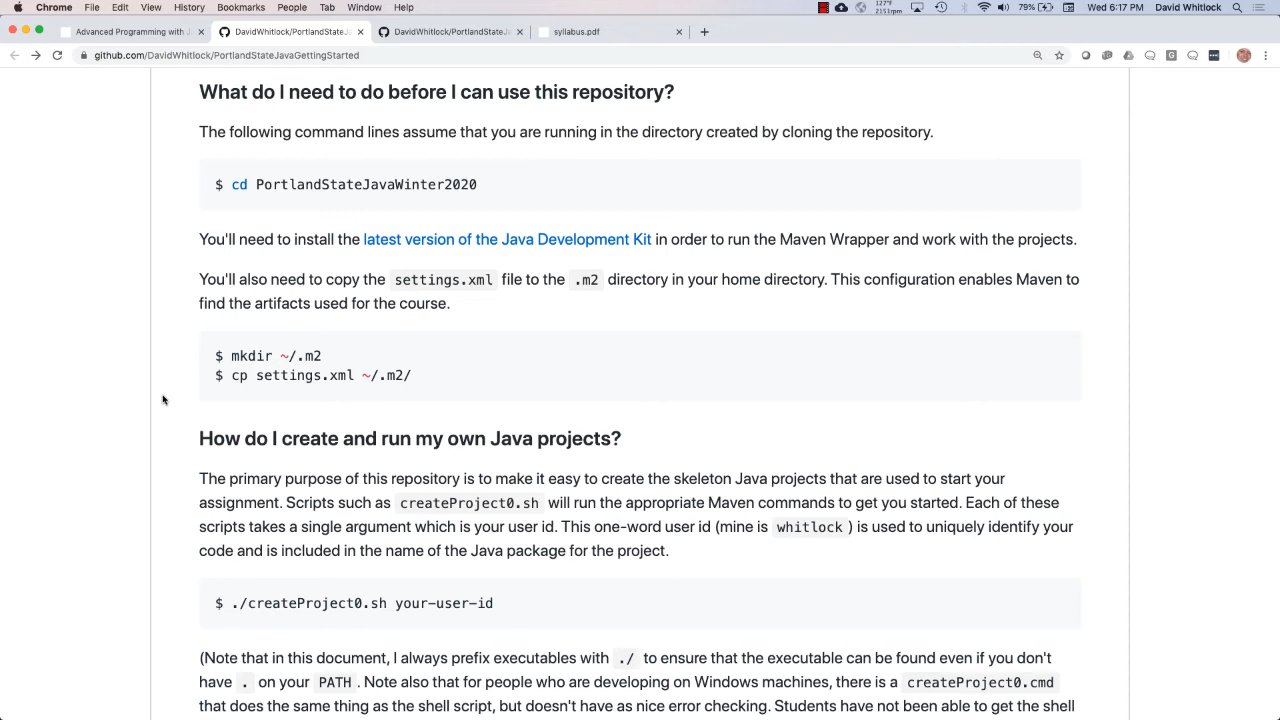 Chrome File Edit View History Bookmarks People Tab Window Help 127°F 2151rpm 79% Wed 6:17 PM David Whitlock
Advanced Programming with J × DavidWhitlock/PortlandStateJa × DavidWhitlock/PortlandStateJa × syllabus.pdf × +
github.com/DavidWhitlock/PortlandStateJavaGettingStarted
What do I need to do before I can use this repository?
The following command lines assume that you are running in the directory created by cloning the repository.
$ cd PortlandStateJavaWinter2020
You'll need to install the latest version of the Java Development Kit in order to run the Maven Wrapper and work with the projects.
You'll also need to copy the settings.xml file to the .m2 directory in your home directory. This configuration enables Maven to
find the artifacts used for the course.
$ mkdir ~/.m2
$ cp settings.xml ~/.m2/
How do I create and run my own Java projects?
The primary purpose of this repository is to make it easy to create the skeleton Java projects that are used to start your
assignment. Scripts such as createProject0.sh will run the appropriate Maven commands to get you started. Each of these
scripts takes a single argument which is your user id. This one-word user id (mine is whitlock ) is used to uniquely identify your
code and is included in the name of the Java package for the project.
$ ./createProject0.sh your-user-id
(Note that in this document, I always prefix executables with ./ to ensure that the executable can be found even if you don't
have . on your PATH . Note also that for people who are developing on Windows machines, there is a createProject0.cmd
that does the same thing as the shell script, but doesn't have as nice error checking. Students have not been able to get the shell